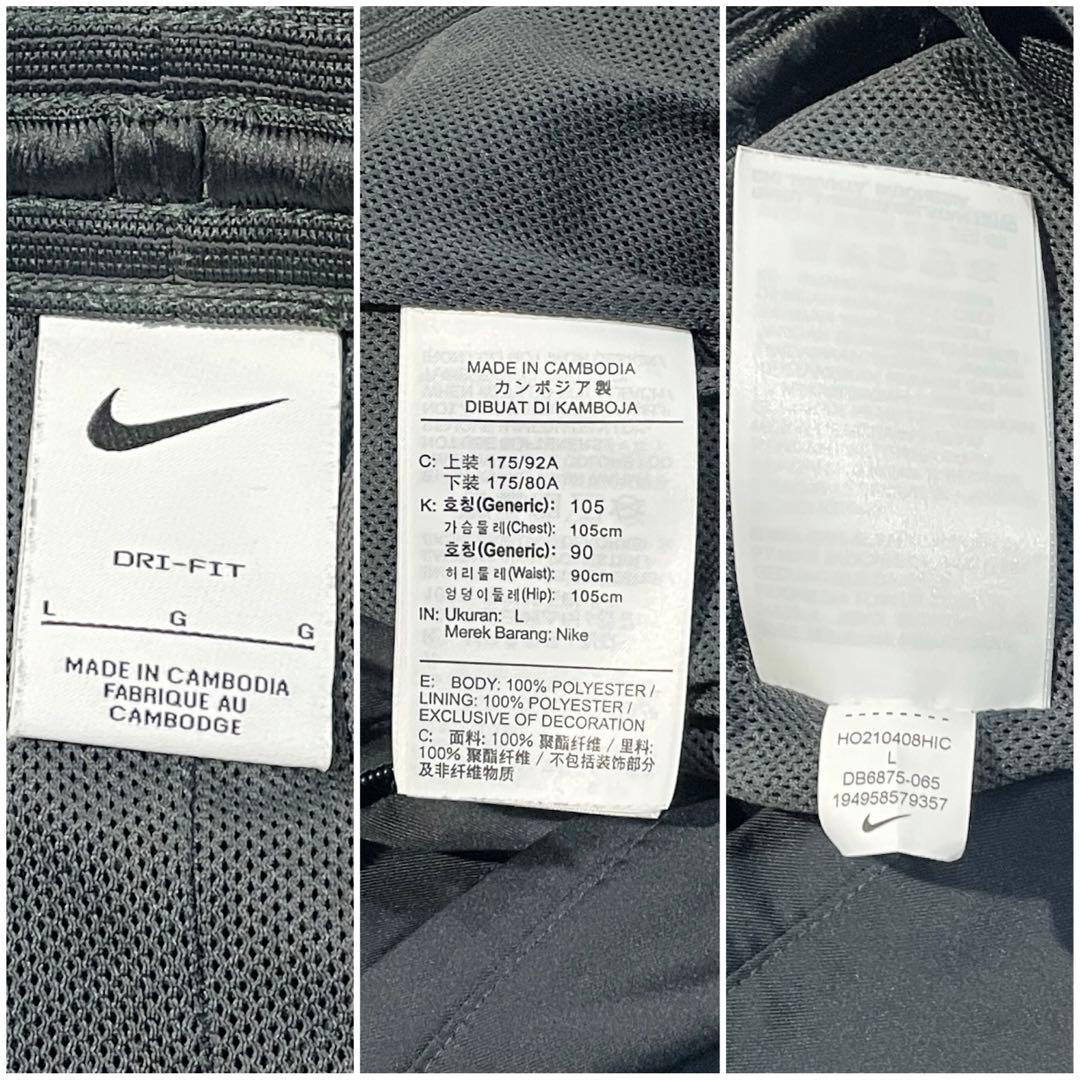 DRI-FIT
L G G
MADE IN CAMBODIA
FABRIQUE AU
CAMBODGE
MADE IN CAMBODIA
カンボジア製
DIBUAT DI KAMBOJA
C: 上装 175/92A
下装 175/80A
K: 호칭(Generic): 105
가슴둘레(Chest): 105cm
호칭(Generic): 90
허리둘레(Waist): 90cm
엉덩이둘레(Hip): 105cm
IN: Ukuran: L
Merek Barang: Nike
E: BODY: 100% POLYESTER /
LINING: 100% POLYESTER /
EXCLUSIVE OF DECORATION
C: 面料: 100% 聚酯纤维 / 里料:
100% 聚酯纤维 / 不包括装饰部分
及非纤维物质
HO210408HIC
L
DB6875-065
194958579357